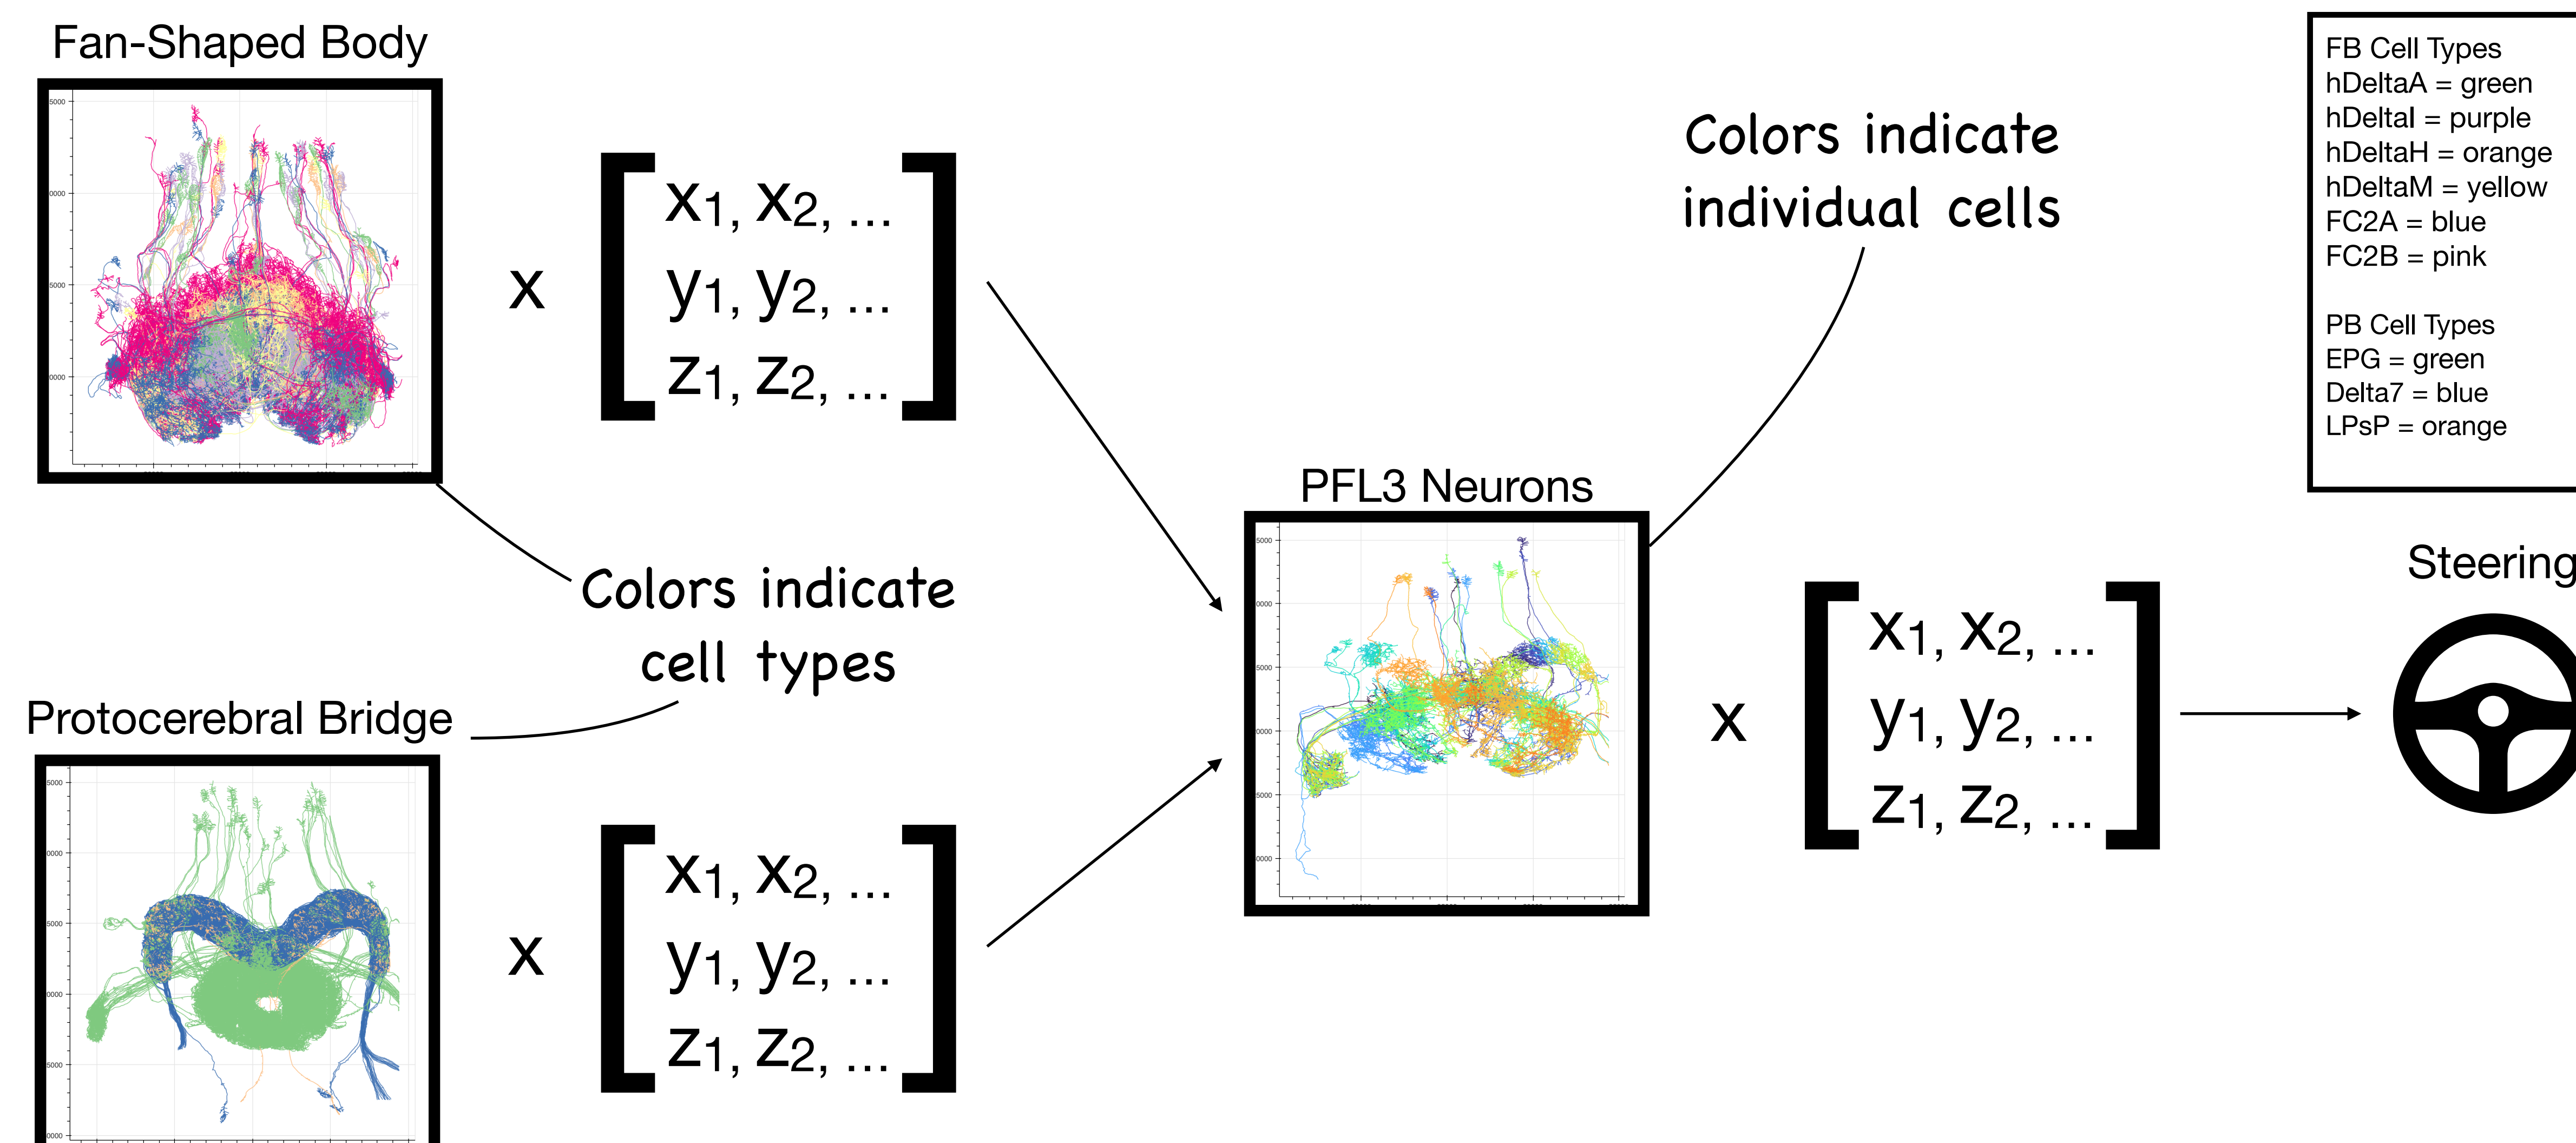 Fan-Shaped Body
x
x1, x2, ...
y1, y2, ...
z1, z2, ...
Colors indicate
cell types
Protocerebral Bridge
x
x1, x2, ...
y1, y2, ...
z1, z2, ...
Colors indicate
individual cells
PFL3 Neurons
x
x1, x2, ...
y1, y2, ...
z1, z2, ...
FB Cell Types
hDeltaA = green
hDeltaI = purple
hDeltaH = orange
hDeltaM = yellow
FC2A = blue
FC2B = pink
PB Cell Types
EPG = green
Delta7 = blue
LPsP = orange
Steering